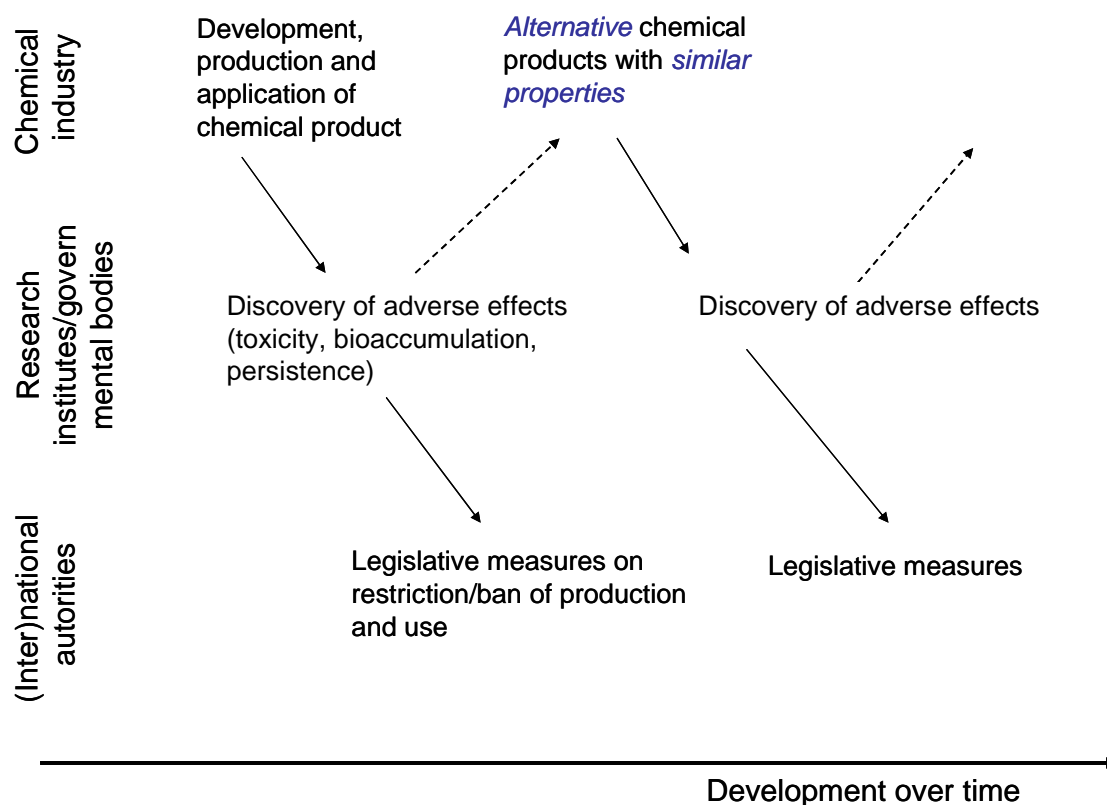 Chemical
industry
Development,
production and
application of
chemical product
Alternative chemical
products with similar
properties
Research
institutes/govern
mental bodies
Discovery of adverse effects
(toxicity, bioaccumulation,
persistence)
Discovery of adverse effects
(Inter)national
autorities
Legislative measures on
restriction/ban of production
and use
Legislative measures
Development over time